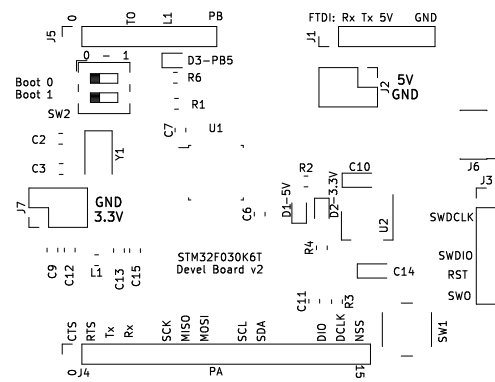 0 TO L1 PB
J5
FTDI: Rx Tx 5V GND
J1
0 - 1
D3-PB5
R6
Boot 0
Boot 1
SW2
R1
J2
5V
GND
C7
U1
C2
Y1
C3
J6
R2
C10
J3
J7
GND
3.3V
D1-5V
D2-3.3V
C6
U2
SWDCLK
SWDIO
RST
SWO
R4
C9
C12
L1
C13
C15
STM32F030K6T
Devel Board v2
C14
C11
R3
SW1
CTS RTS Tx Rx SCK MISO MOSI SCL SDA DIO DCLK NSS
0 J4 PA 15